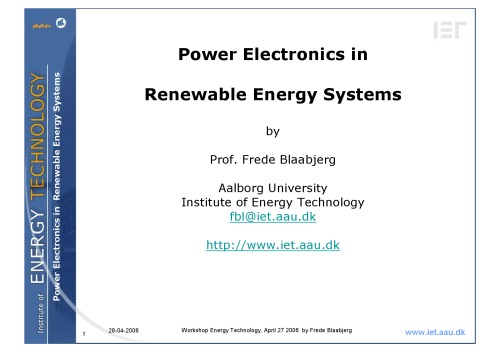 aau
IET
Power Electronics in
Renewable Energy Systems
by
Prof. Frede Blaabjerg
Aalborg University
Institute of Energy Technology
fbl@iet.aau.dk
http://www.iet.aau.dk
Institute of ENERGY TECHNOLOGY
Power Electronics in Renewable Energy Systems
1
28-04-2006
Workshop Energy Technology, April 27 2006 by Frede Blaabjerg
www.iet.aau.dk